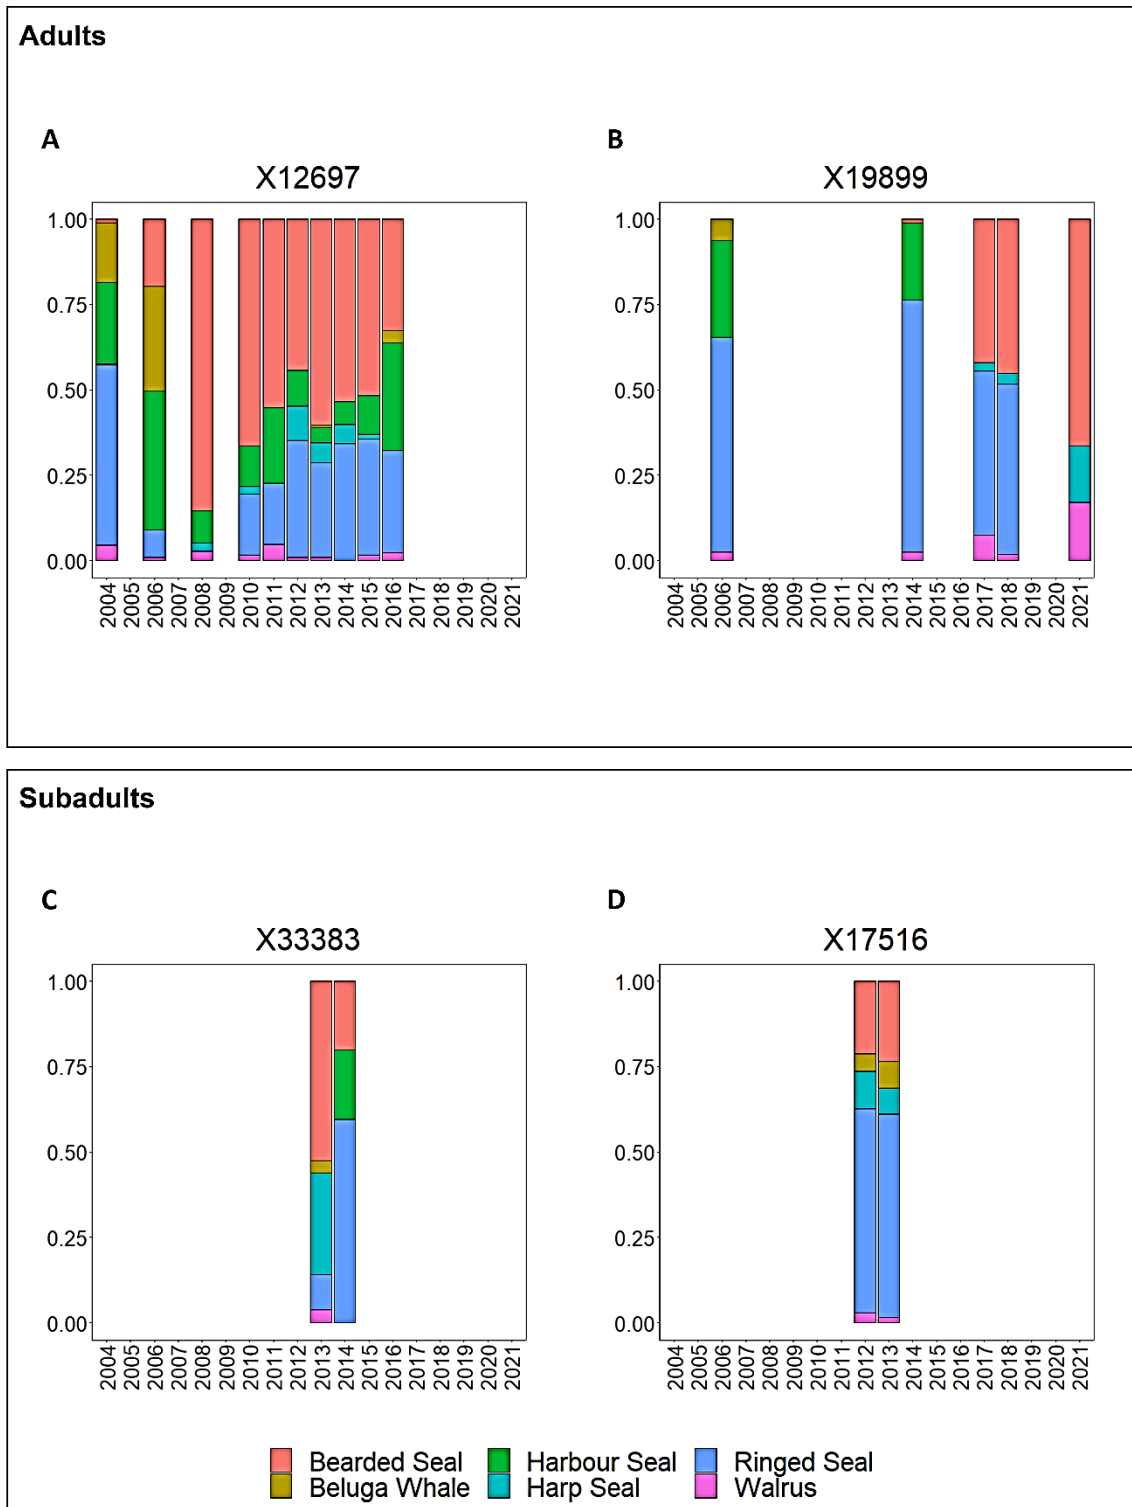 Adults
A
B
X12697
X19899
1.00
0.75
0.50
0.25
0.00
2004 2005 2006 2007 2008 2009 2010 2011 2012 2013 2014 2015 2016 2017 2018 2019 2020 2021
1.00
0.75
0.50
0.25
0.00
2004 2005 2006 2007 2008 2009 2010 2011 2012 2013 2014 2015 2016 2017 2018 2019 2020 2021
Subadults
C
D
X33383
X17516
1.00
0.75
0.50
0.25
0.00
2004 2005 2006 2007 2008 2009 2010 2011 2012 2013 2014 2015 2016 2017 2018 2019 2020 2021
1.00
0.75
0.50
0.25
0.00
2004 2005 2006 2007 2008 2009 2010 2011 2012 2013 2014 2015 2016 2017 2018 2019 2020 2021
Bearded Seal Harbour Seal Ringed Seal
Beluga Whale Harp Seal Walrus